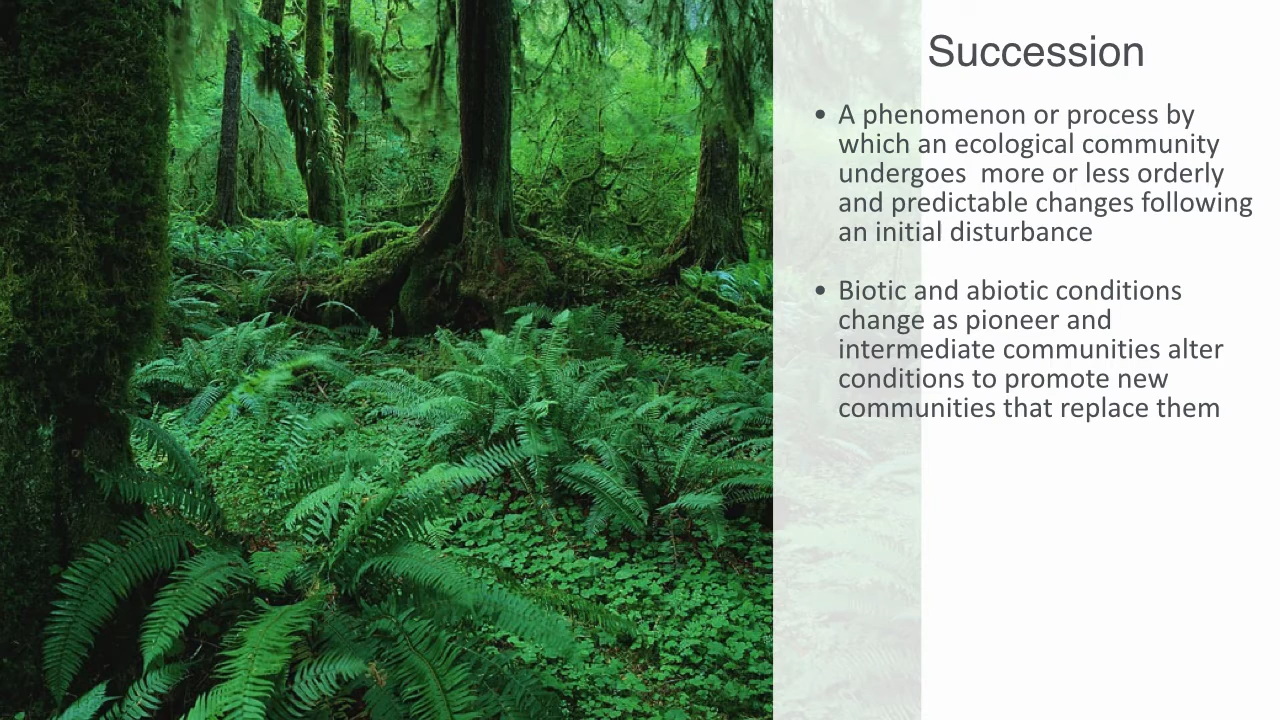 Succession
• A phenomenon or process by
which an ecological community
undergoes  more or less orderly
and predictable changes following
an initial disturbance
• Biotic and abiotic conditions
change as pioneer and
intermediate communities alter
conditions to promote new
communities that replace them